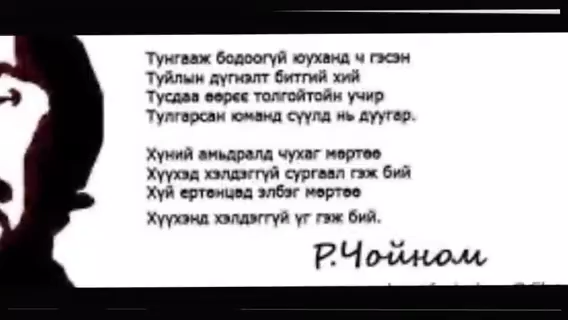 Тунгааж бодоогүй юуханд ч гэсэн
Туйлын дүгнэлт битгий хий
Тусдаа өөрөө толгойтойн учир
Тулгарсан юманд сүүлд нь дуугар.
Хүний амьдралд чухаг мөртөө
Хүүхэд хэлдэггүй сургаал гэж бий
Хүй ертөнцөд элбэг мөртөө
Хүүхэнд хэлдэггүй үг гэж бий.
Р.Чойном